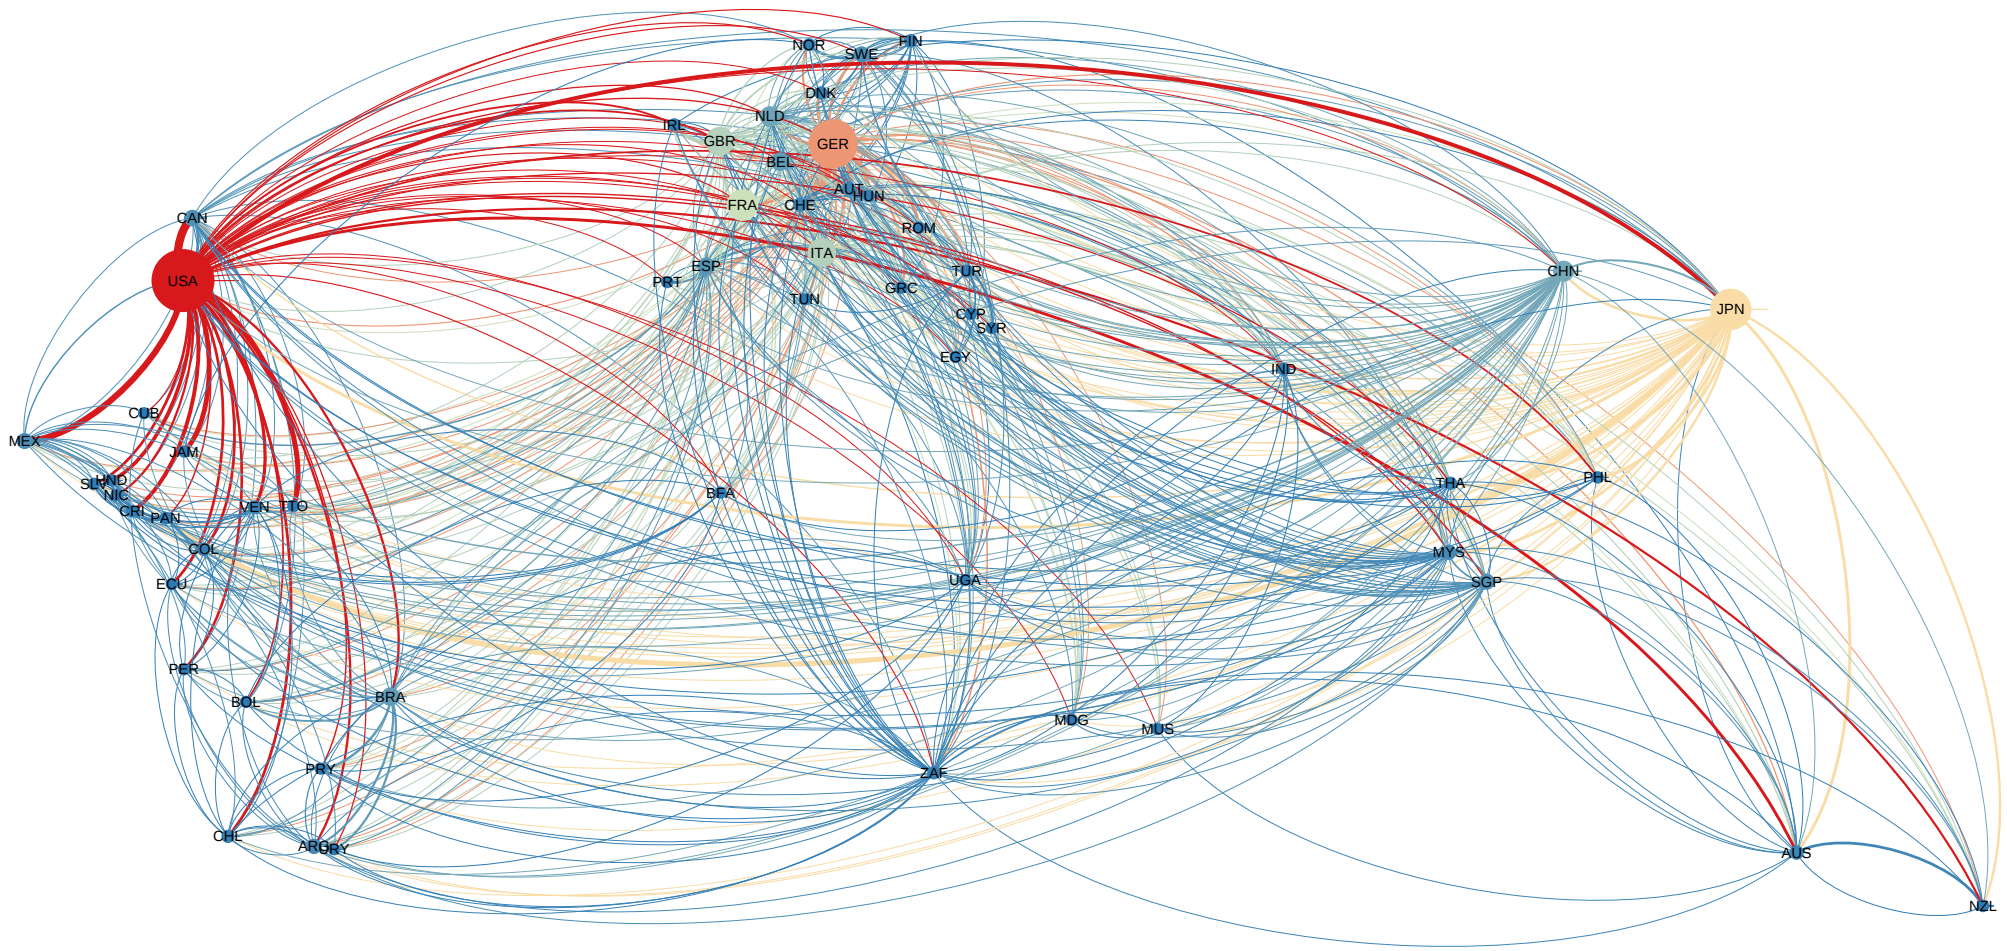 NOR
SWE
FIN
DNK
NLD
IRL
GBR
GER
BEL
AUT
HUN
FRA
CHE
CAN
ROM
ITA
ESP
TUR
CHN
USA
PRT
GRC
TUN
JPN
CYP
SYR
EGY
IND
CUB
MEX
JAM
HND
SLV
NIC
THA
PHL
BFA
CRI
PAN
VEN
TTO
COL
MYS
ECU
UGA
SGP
PER
BRA
BOL
MDG
MUS
PRY
ZAF
CHL
ARG
URY
AUS
NZL